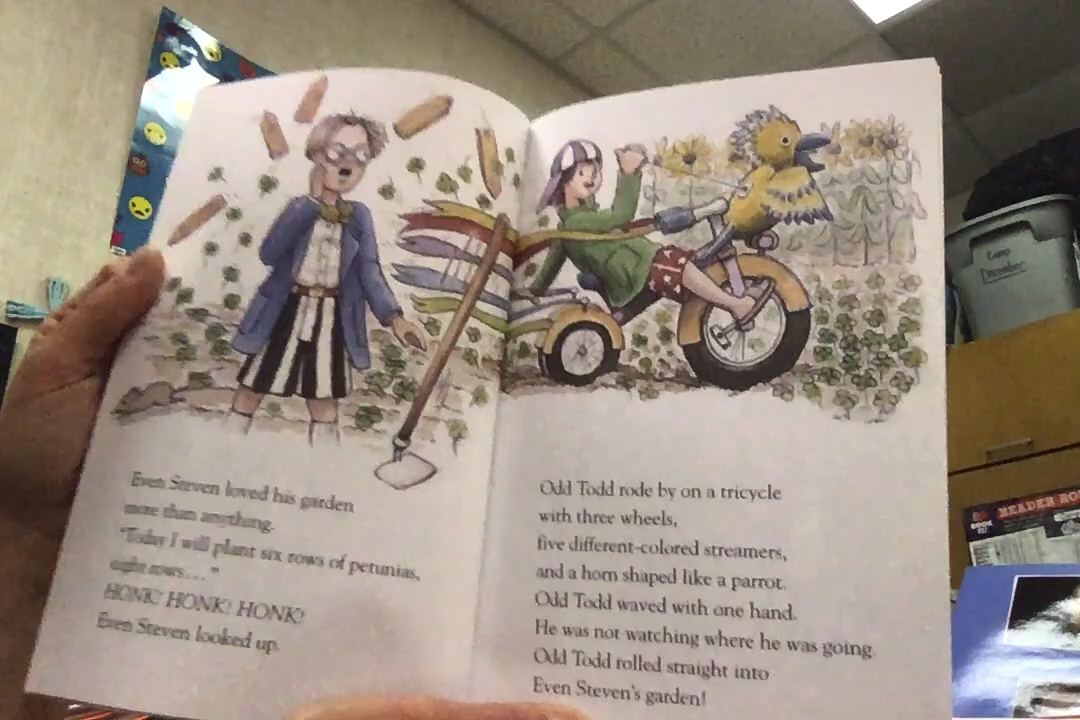 Even Steven loved his garden
more than anything.
"Today I will plant six rows of petunias,
eight rows…"
HONK! HONK! HONK!
Even Steven looked up.
Odd Todd rode by on a tricycle
with three wheels,
five different-colored streamers,
and a horn shaped like a parrot.
Odd Todd waved with one hand.
He was not watching where he was going.
Odd Todd rolled straight into
Even Steven's garden!
Camp
December
READER
BOOK